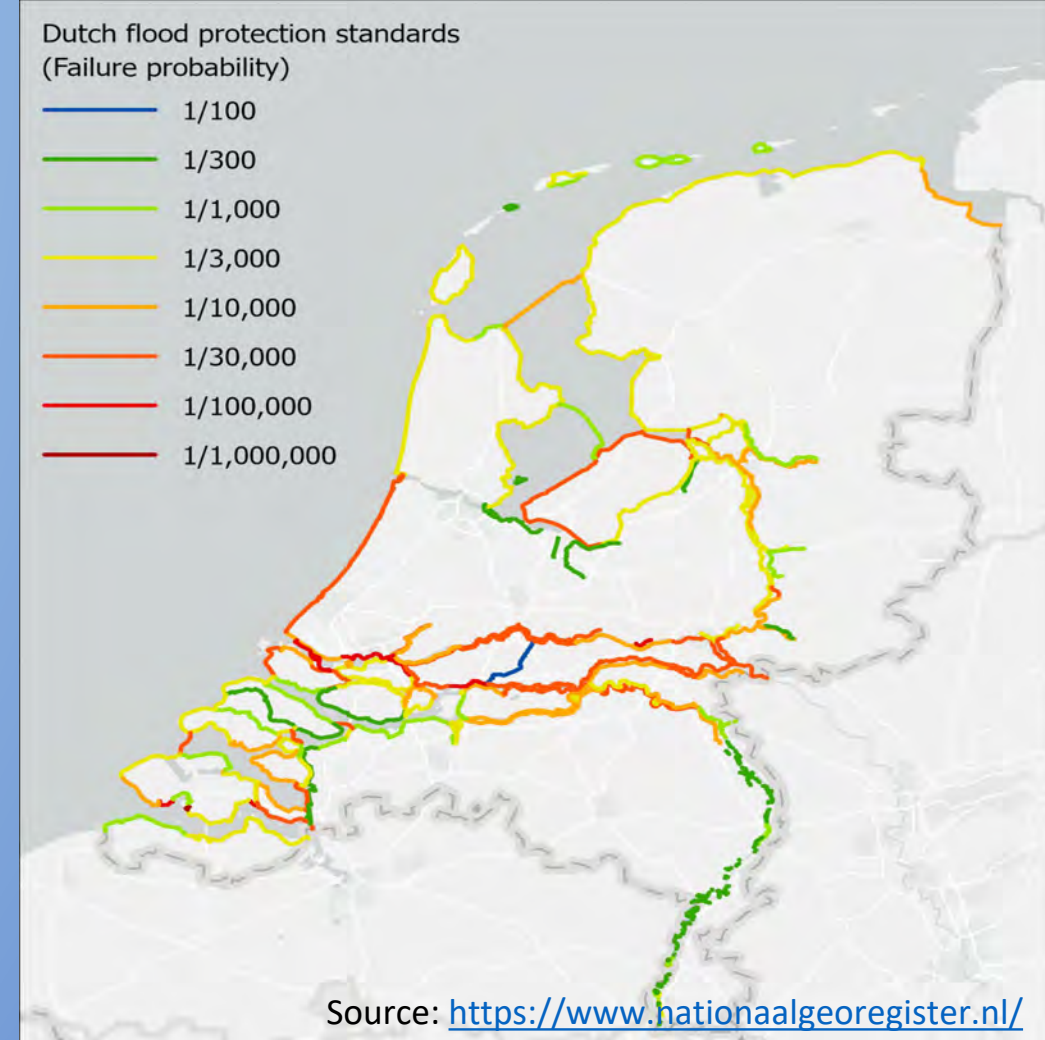 Dutch flood protection standards
(Failure probability)
1/100
1/300
1/1,000
1/3,000
1/10,000
1/30,000
1/100,000
1/1,000,000
Source: https://www.nationaalgeoregister.nl/